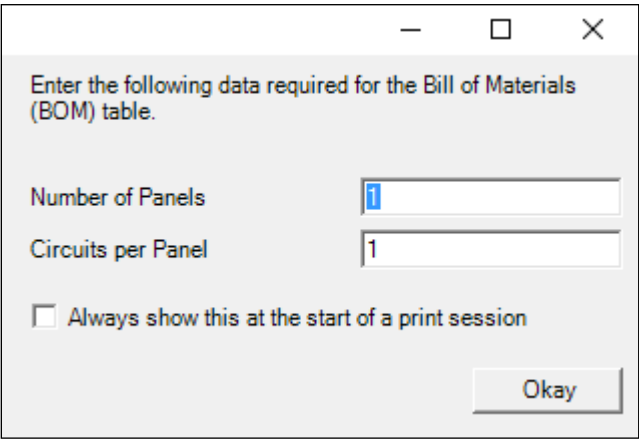 Enter the following data required for the Bill of Materials
(BOM) table.
Number of Panels 1
Circuits per Panel 1
Always show this at the start of a print session
Okay